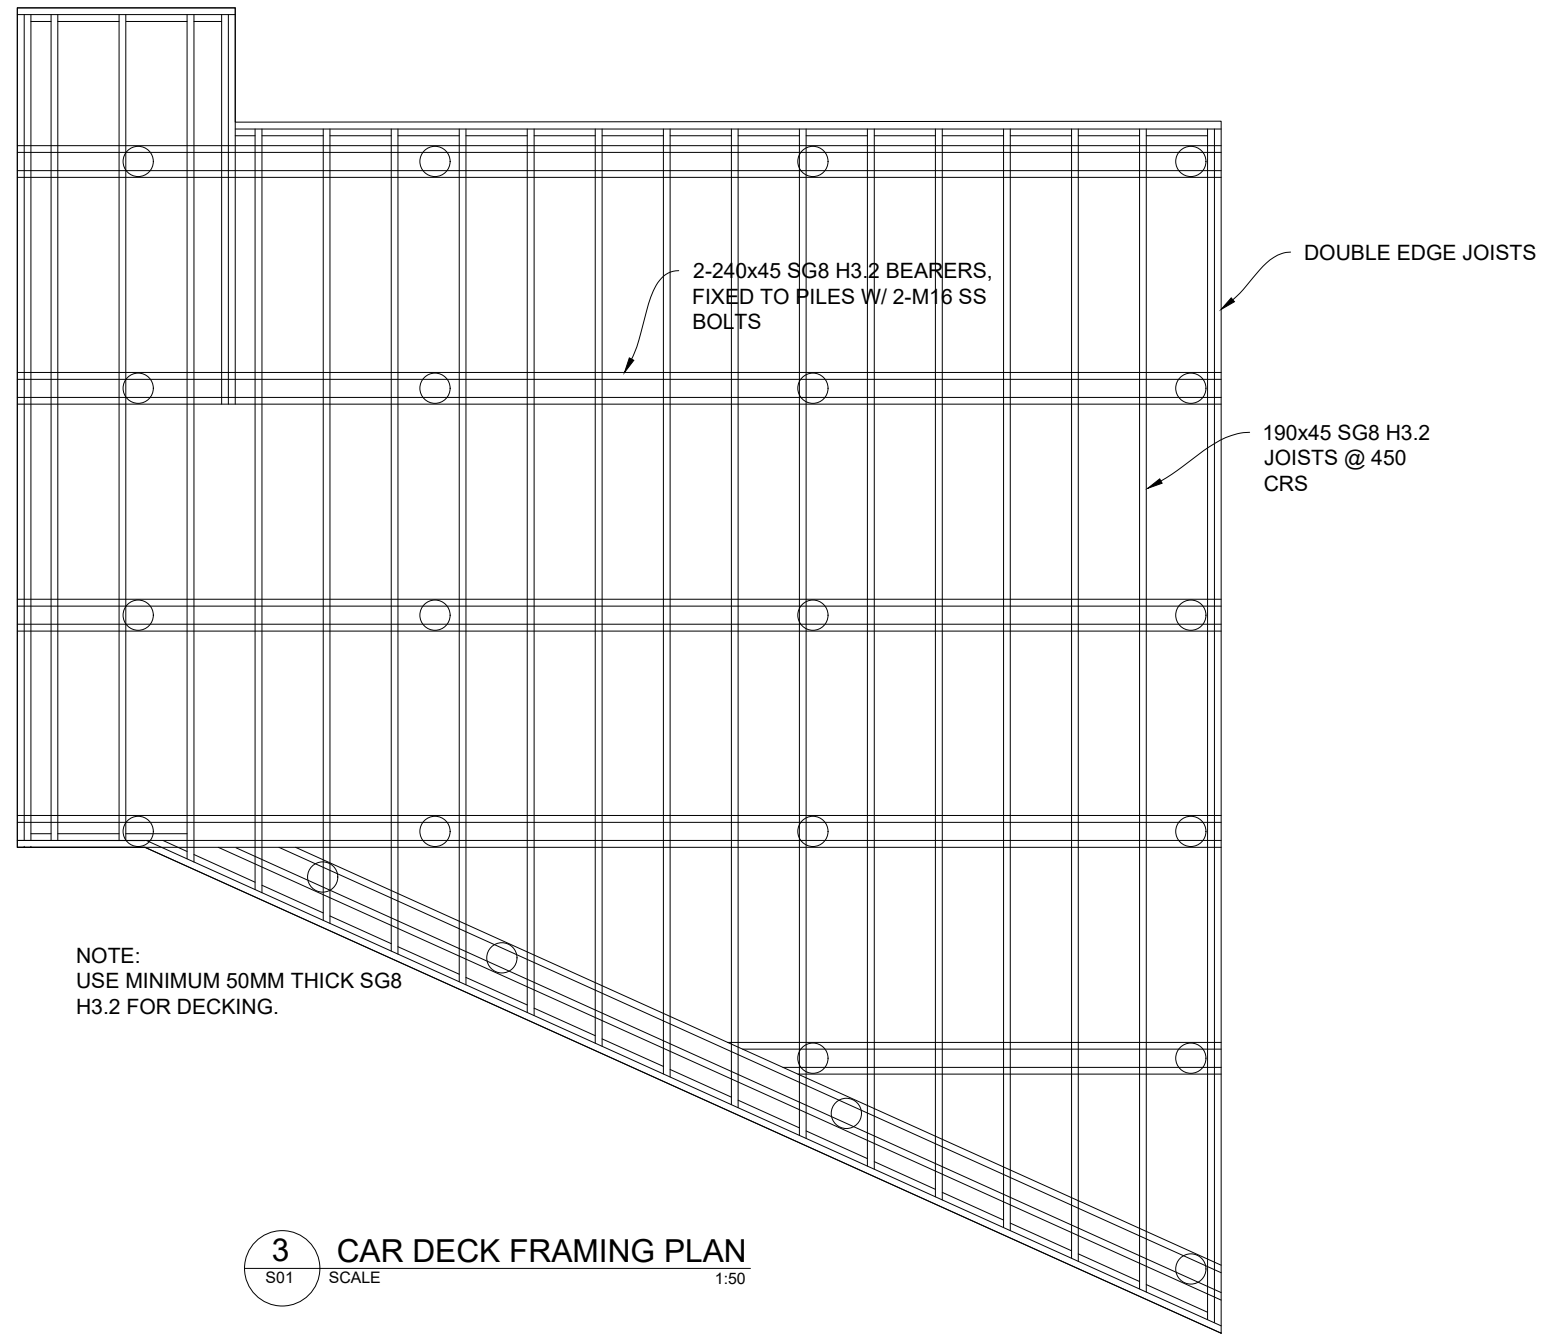 2-240x45 SG8 H3.2 BEARERS,
FIXED TO PILES W/ 2-M16 SS
BOLTS
DOUBLE EDGE JOISTS
190x45 SG8 H3.2
JOISTS @ 450
CRS
NOTE:
USE MINIMUM 50MM THICK SG8
H3.2 FOR DECKING.
3 CAR DECK FRAMING PLAN
S01 SCALE 1:50